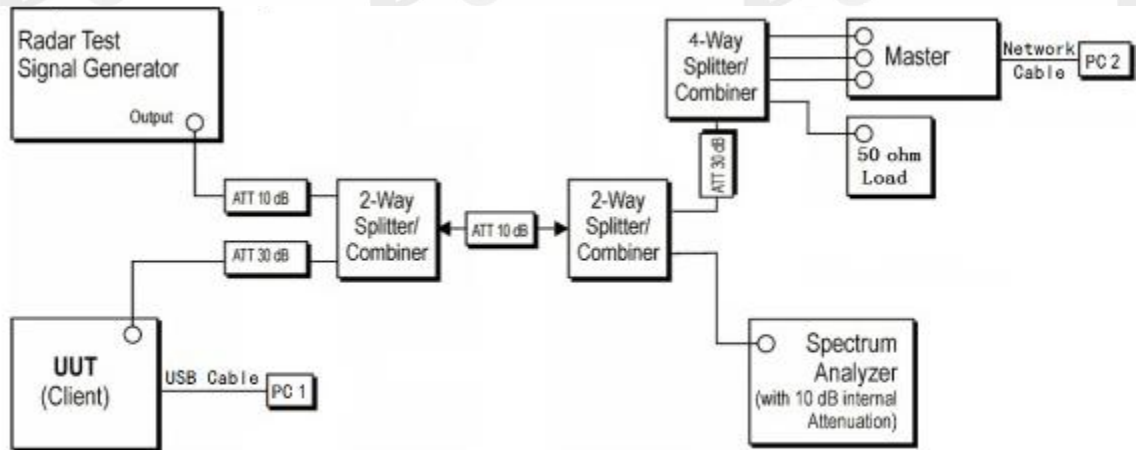 Radar Test
Signal Generator
Output
ATT 10 dB
ATT 30 dB
2-Way
Splitter/
Combiner
ATT 10 dB
2-Way
Splitter/
Combiner
ATT 30 dB
4-Way
Splitter/
Combiner
Master
Network
Cable
PC 2
50 ohm
Load
UUT
(Client)
USB Cable
PC 1
Spectrum
Analyzer
(with 10 dB internal
Attenuation)